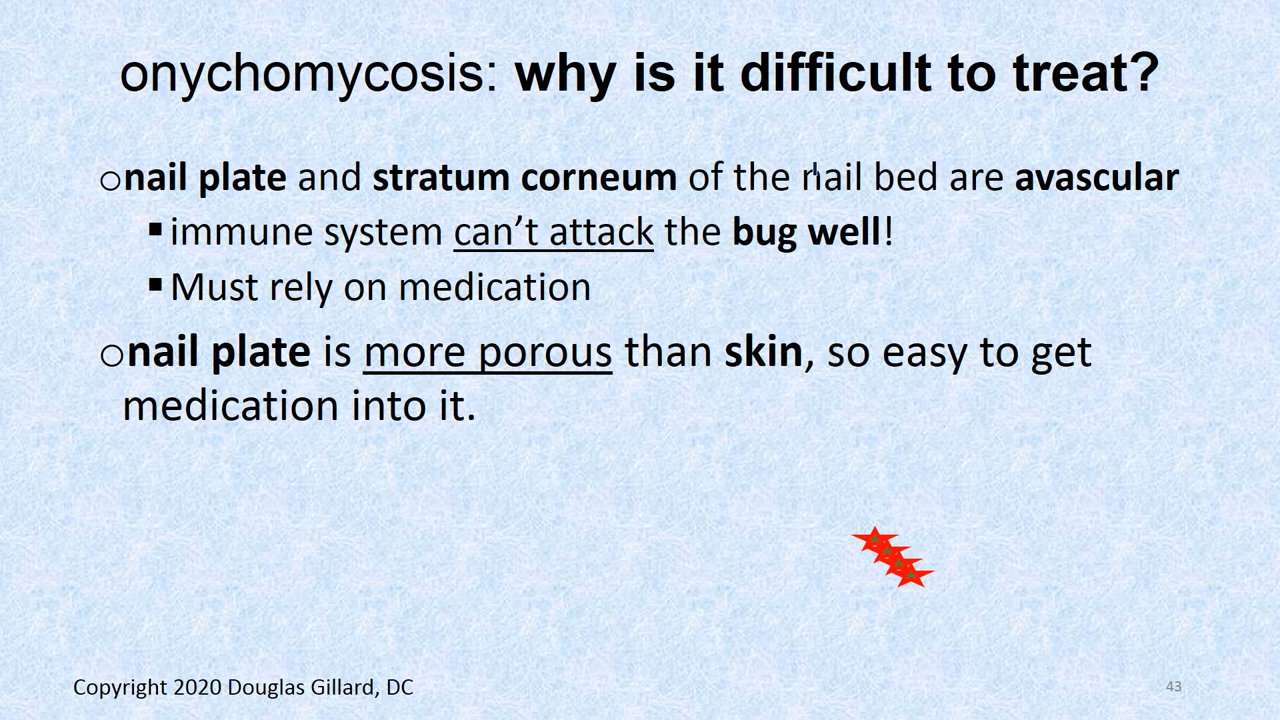 onychomycosis: why is it difficult to treat?
○nail plate and stratum corneum of the nail bed are avascular
▪immune system can’t attack the bug well!
▪Must rely on medication
○nail plate is more porous than skin, so easy to get
medication into it.
Copyright 2020 Douglas Gillard, DC
43